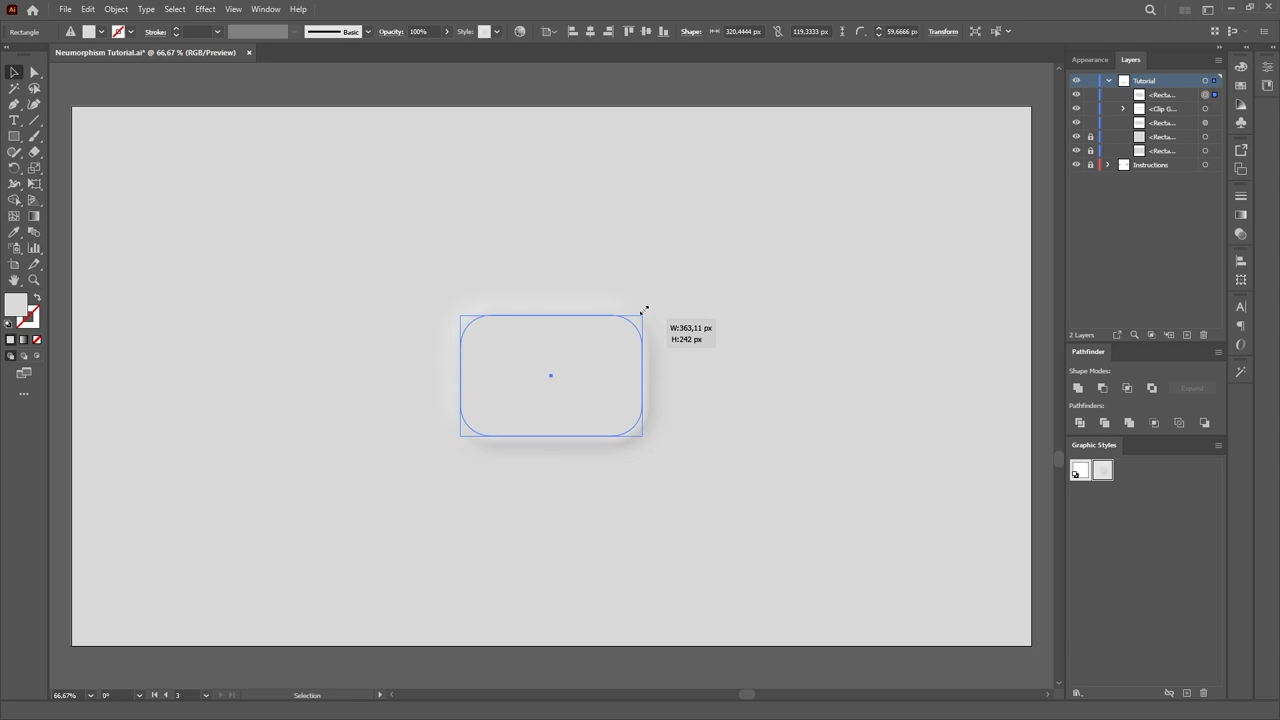 Ai File Edit Object Type Select Effect View Window Help
Rectangle Stroke: Basic Opacity: 100% Style: Shape: 320,4444 px 119,3333 px 59,6666 px Transform
Neumorphism Tutorial.ai* @ 66,67 % (RGB/Preview) ×
Appearance Layers
Tutorial
<Recta...
<Clip G...
<Recta...
<Recta...
<Recta...
Instructions
W:363,11 px
H:242 px
2 Layers
Pathfinder
Shape Modes:
Expand
Pathfinders:
Graphic Styles
66,67% 0° 3 Selection